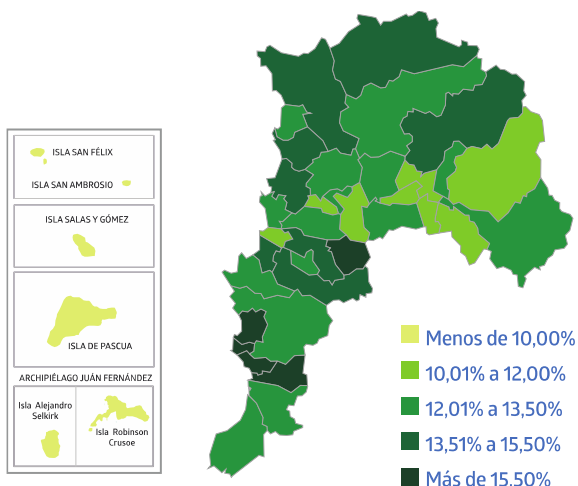 ISLA SAN FÉLIX
ISLA SAN AMBROSIO
ISLA SALAS Y GÓMEZ
ISLA DE PASCUA
ARCHIPIÉLAGO JUÁN FERNÁNDEZ
Isla Alejandro
Selkirk
Isla Robinson
Crusoe
Menos de 10,00%
10,01% a 12,00%
12,01% a 13,50%
13,51% a 15,50%
Más de 15,50%